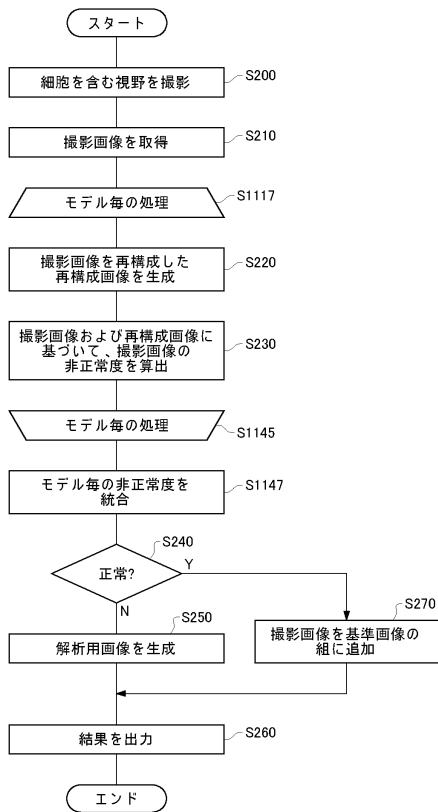 スタート
細胞を含む視野を撮影
S200
撮影画像を取得
S210
モデル毎の処理
S1117
撮影画像を再構成した
再構成画像を生成
S220
撮影画像および再構成画像に
基づいて、撮影画像の
非正常度を算出
S230
モデル毎の処理
S1145
モデル毎の非正常度を
統合
S1147
正常?
S240
Y
N
解析用画像を生成
S250
撮影画像を基準画像の
組に追加
S270
結果を出力
S260
エンド